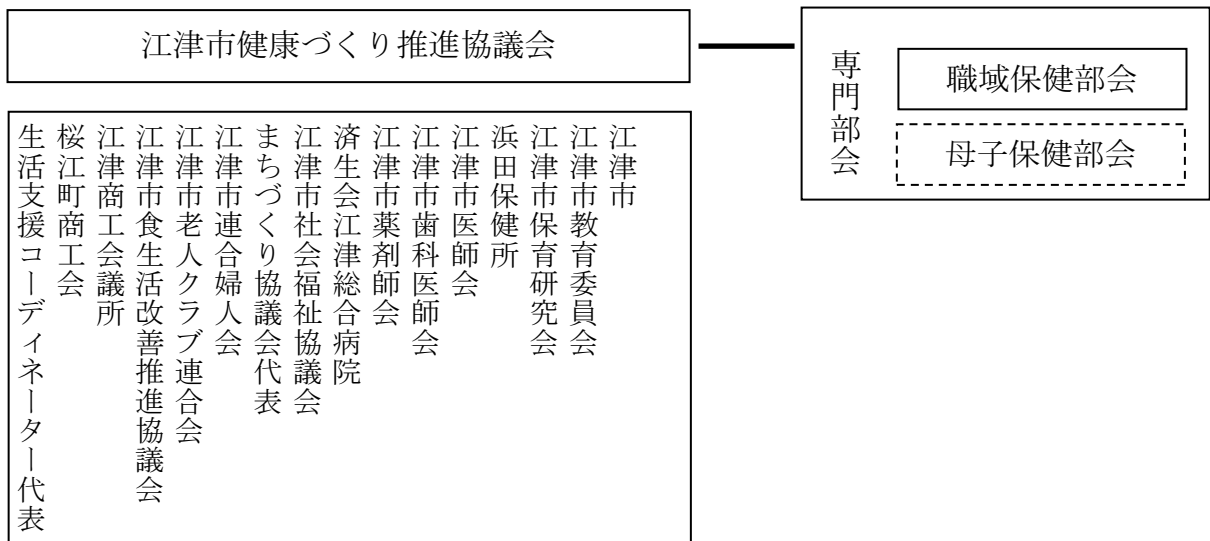 江津市健康づくり推進協議会
専門部会
職域保健部会
母子保健部会
江津市
江津市教育委員会
江津市保育研究会
浜田保健所
江津市医師会
江津市歯科医師会
江津市薬剤師会
済生会江津総合病院
江津市社会福祉協議会
まちづくり協議会代表
江津市連合婦人会
江津市老人クラブ連合会
江津市食生活改善推進協議会
江津商工会議所
桜江町商工会
生活支援コーディネーター代表